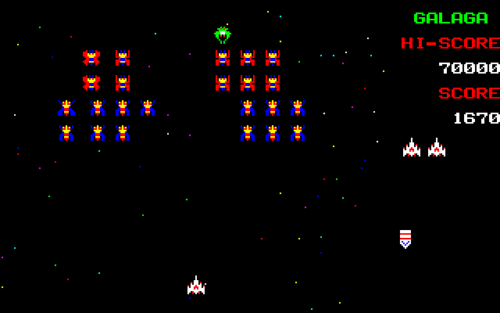 GALAGA
HI-SCORE
70000
SCORE
1670